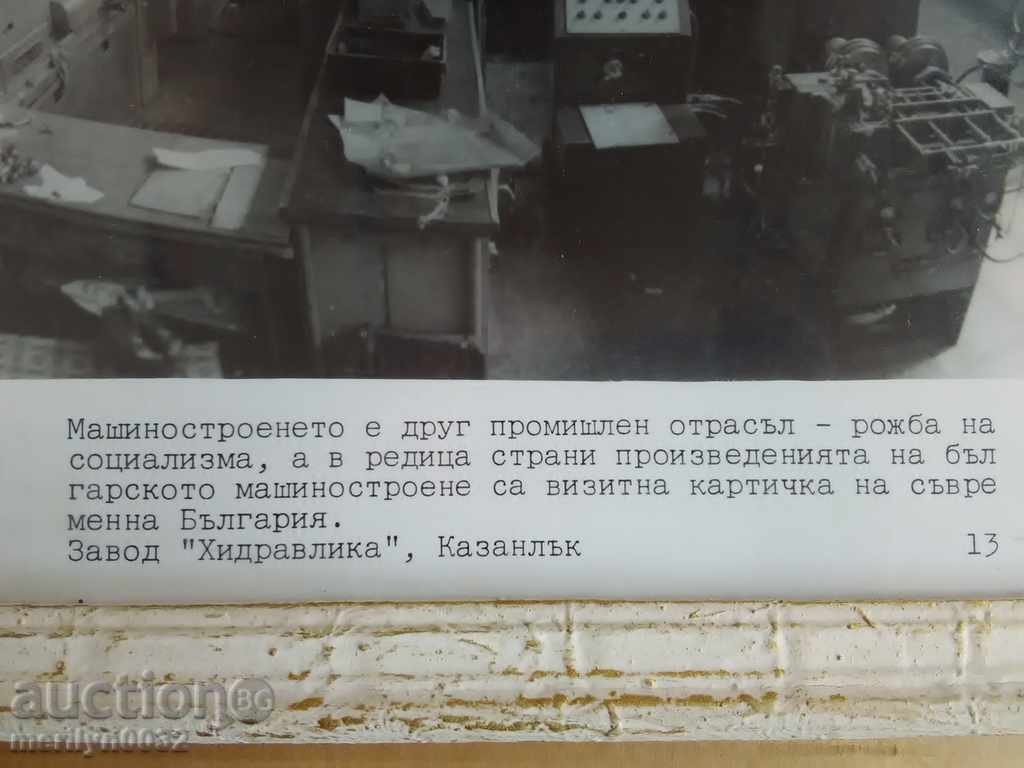 Машиностроенето е друг промишлен отрасъл – рожба на
социализма, а в редица страни произведенията на бъл
гарското машиностроене са визитна картичка на съвре
менна България.
Завод "Хидравлика", Казанлък 13
auction BG
merilyn0032